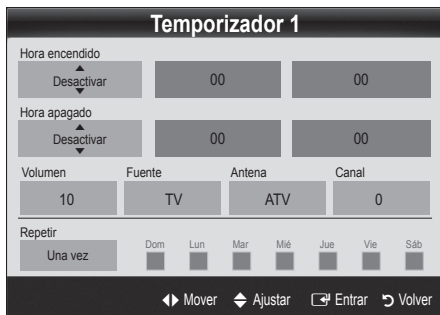 Temporizador 1
Hora encendido
Desactivar 00 00
Hora apagado
Desactivar 00 00
Volumen Fuente Antena Canal
10 TV ATV 0
Repetir
Una vez Dom Lun Mar Mié Jue Vie Sáb
Mover Ajustar Entrar Volver